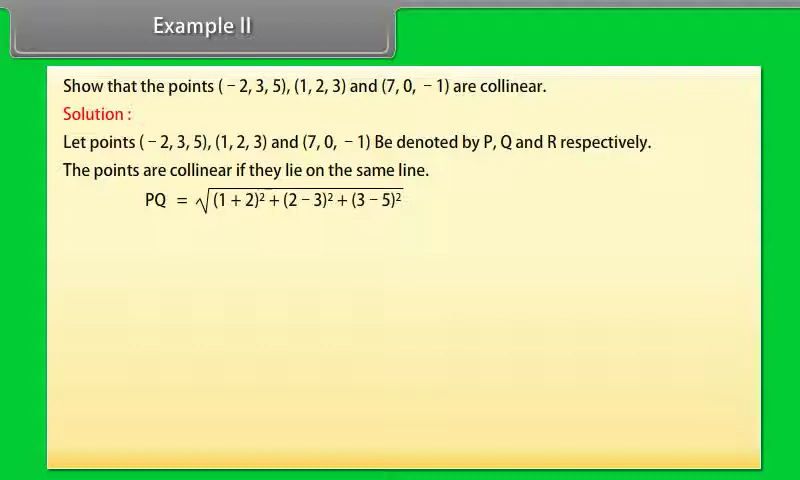 Example II
Show that the points ( − 2, 3, 5), (1, 2, 3) and (7, 0, − 1) are collinear.
Solution :
Let points ( − 2, 3, 5), (1, 2, 3) and (7, 0, − 1) Be denoted by P, Q and R respectively.
The points are collinear if they lie on the same line.
PQ = √(1 + 2)² + (2 − 3)² + (3 − 5)²